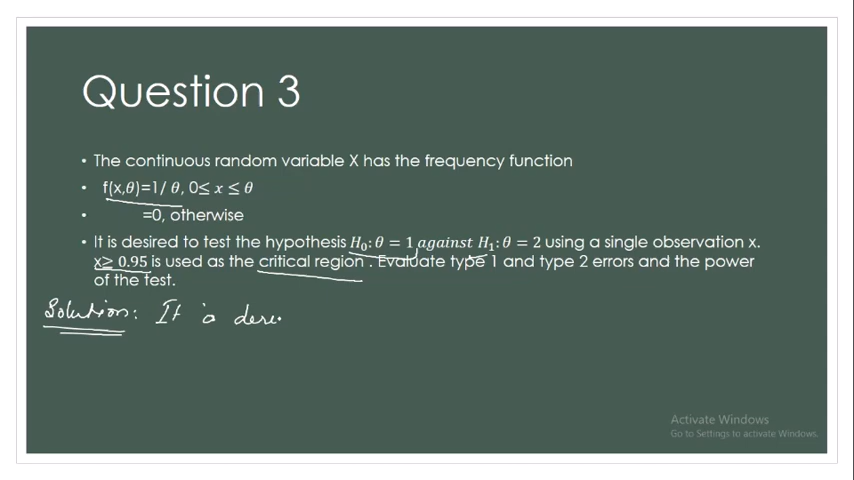 Question 3
• The continuous random variable X has the frequency function
• f(x,θ)=1/ θ, 0≤ x ≤ θ
• =0, otherwise
• It is desired to test the hypothesis H₀: θ = 1 against H₁: θ = 2 using a single observation x.
x≥ 0.95 is used as the critical region . Evaluate type 1 and type 2 errors and the power
of the test.
Solution: It is desi
Activate Windows
Go to Settings to activate Windows.